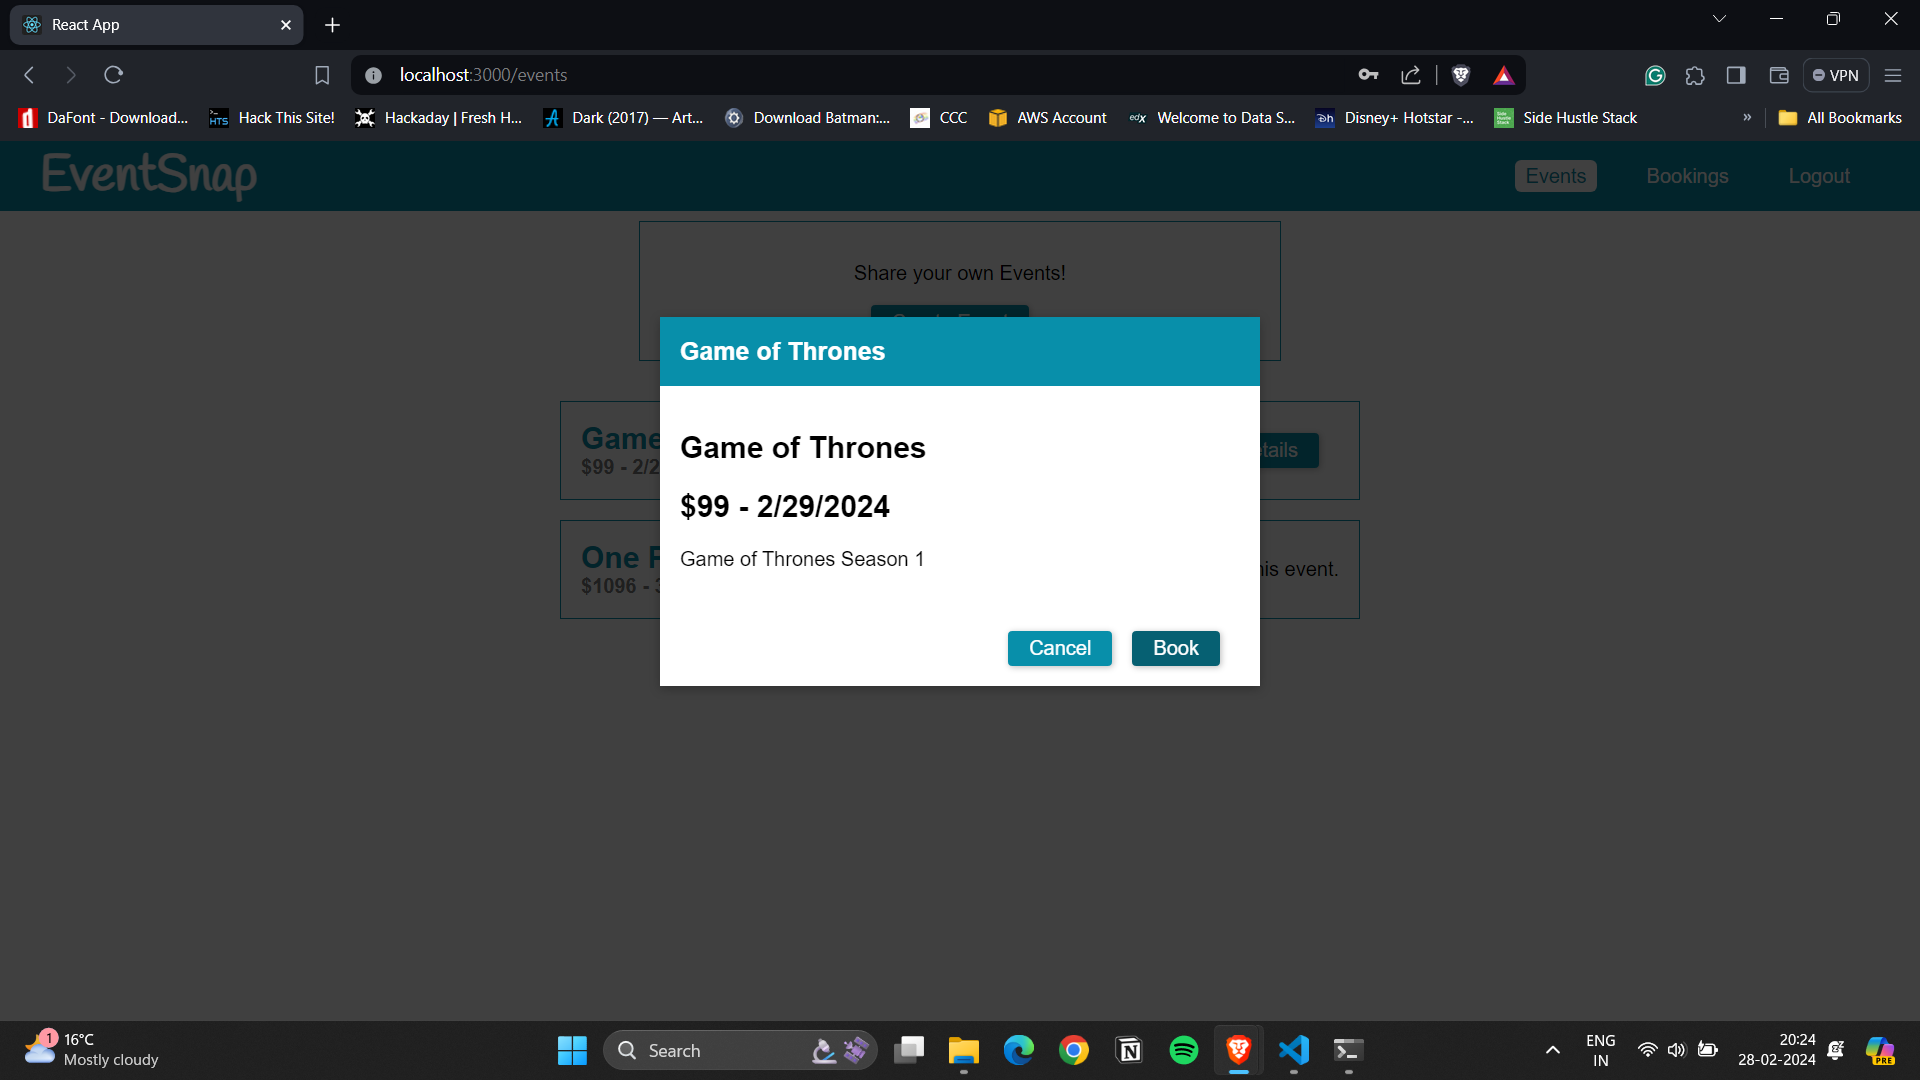 React App
localhost:3000/events
VPN
DaFont - Download...
HTS
Hack This Site!
Hackaday | Fresh H...
Dark (2017) — Art...
Download Batman:...
CCC
AWS Account
edX
Welcome to Data S...
Disney+ Hotstar -...
Side Hustle Stack
»
All Bookmarks
EventSnap
Events
Bookings
Logout
Share your own Events!
Game of Thrones
Game
$99 - 2/2
tails
Game of Thrones
$99 - 2/29/2024
Game of Thrones Season 1
One
$1096 -
his event.
Cancel
Book
1
16°C
Mostly cloudy
Search
ENG
IN
20:24
28-02-2024
PRE